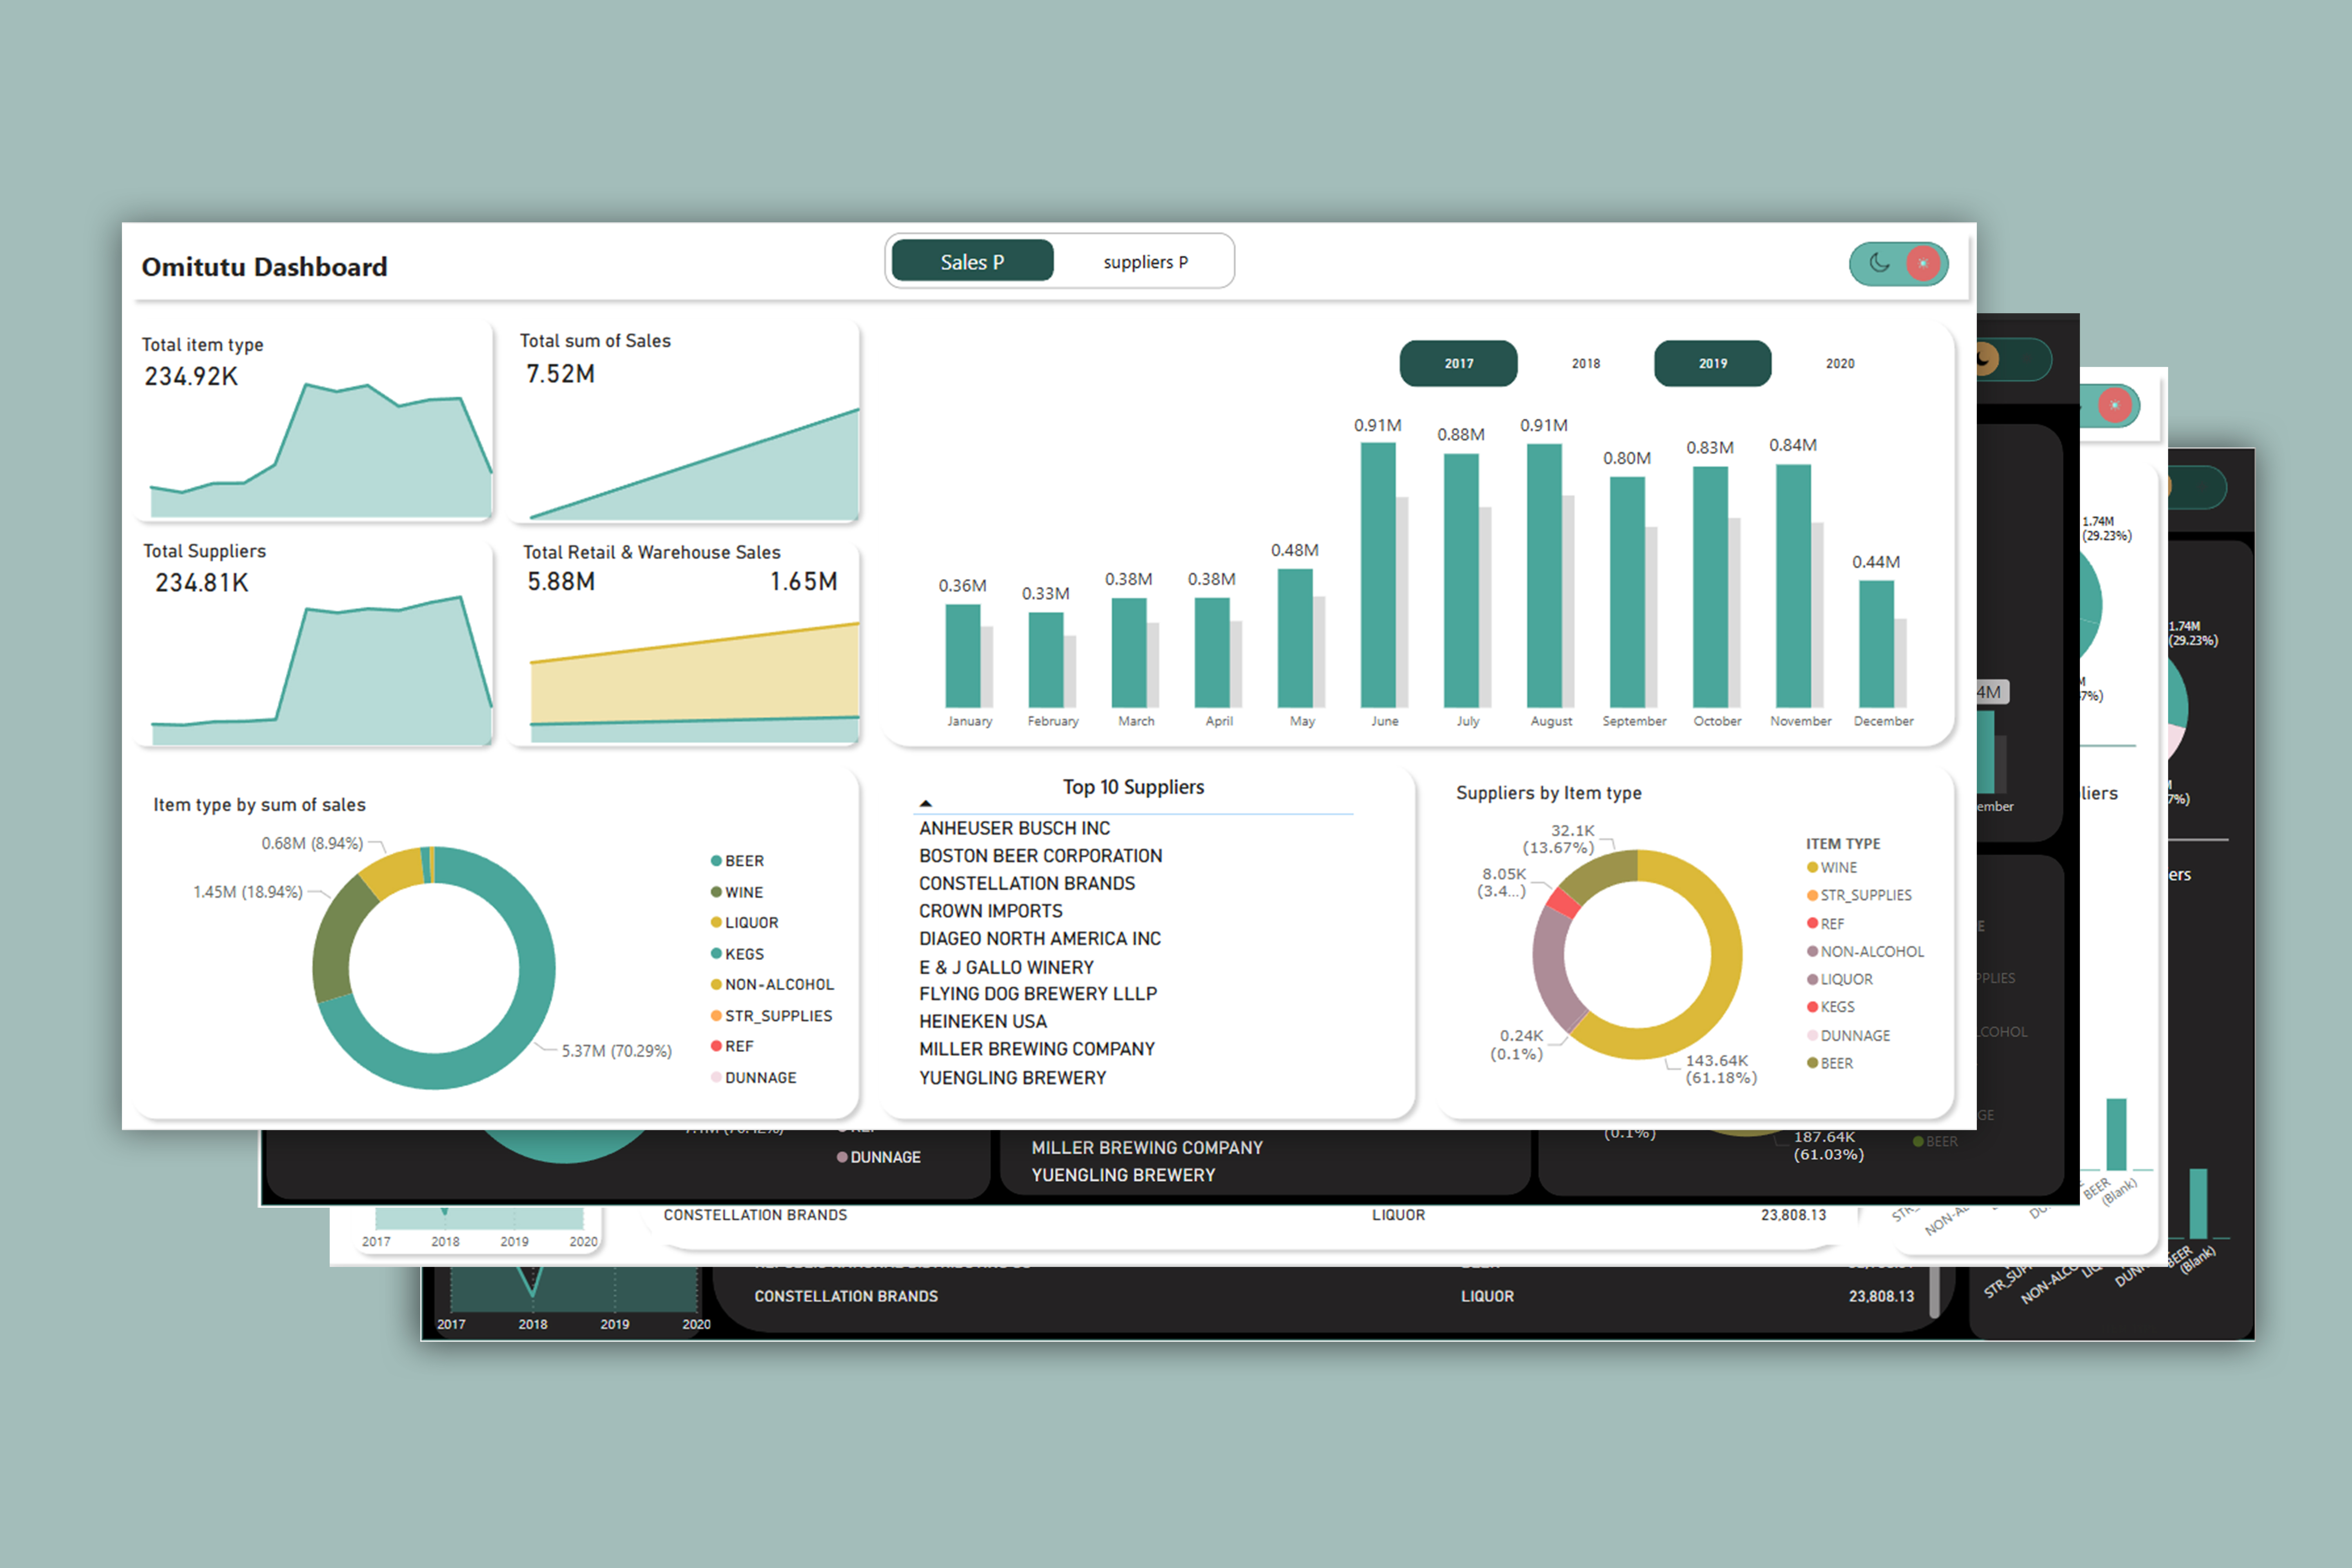 Omitutu Dashboard
Sales P
suppliers P
Total item type
234.92K
Total sum of Sales
7.52M
Total Suppliers
234.81K
Total Retail & Warehouse Sales
5.88M
1.65M
2017
2018
2019
2020
0.36M
0.33M
0.38M
0.38M
0.48M
0.91M
0.88M
0.91M
0.80M
0.83M
0.84M
0.44M
January
February
March
April
May
June
July
August
September
October
November
December
Item type by sum of sales
0.68M (8.94%)
1.45M (18.94%)
5.37M (70.29%)
BEER
WINE
LIQUOR
KEGS
NON-ALCOHOL
STR_SUPPLIES
REF
DUNNAGE
Top 10 Suppliers
ANHEUSER BUSCH INC
BOSTON BEER CORPORATION
CONSTELLATION BRANDS
CROWN IMPORTS
DIAGEO NORTH AMERICA INC
E & J GALLO WINERY
FLYING DOG BREWERY LLLP
HEINEKEN USA
MILLER BREWING COMPANY
YUENGLING BREWERY
Suppliers by Item type
32.1K
(13.67%)
8.05K
(3.4...)
0.24K
(0.1%)
143.64K
(61.18%)
ITEM TYPE
WINE
STR_SUPPLIES
REF
NON-ALCOHOL
LIQUOR
KEGS
DUNNAGE
BEER
4M
ember
DUNNAGE
MILLER BREWING COMPANY
YUENGLING BREWERY
(0.1%)
187.64K
(61.03%)
BEER
E
PPLIES
COHOL
GE
1.74M
(29.23%)
7%)
liers
2017
2018
2019
2020
CONSTELLATION BRANDS
LIQUOR
23,808.13
BEER
(Blank)
1.74M
(29.23%)
7%)
ers
2017
2018
2019
2020
CONSTELLATION BRANDS
LIQUOR
23,808.13
BEER
(Blank)